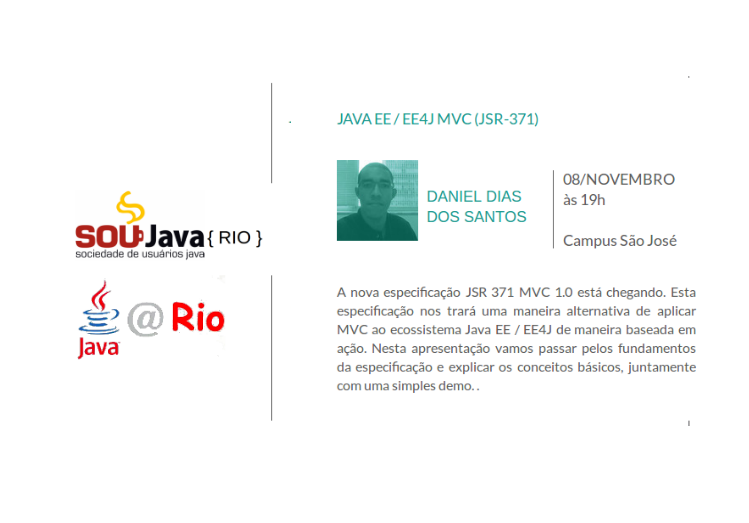 JAVA EE / EE4J MVC (JSR-371)
DANIEL DIAS
DOS SANTOS
08/NOVEMBRO
às 19h
Campus São José
SOUJava { RIO }
sociedade de usuários java
Java @ Rio
A nova especificação JSR 371 MVC 1.0 está chegando. Esta
especificação nos trará uma maneira alternativa de aplicar
MVC ao ecossistema Java EE / EE4J de maneira baseada em
ação. Nesta apresentação vamos passar pelos fundamentos
da especificação e explicar os conceitos básicos, juntamente
com uma simples demo. .